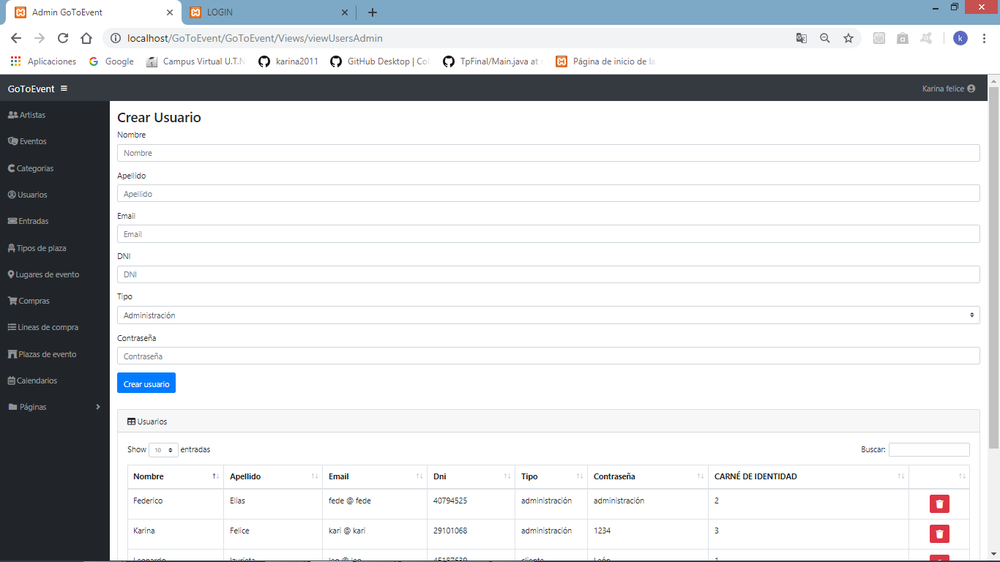 Admin GoToEvent
LOGIN
localhost/GoToEvent/GoToEvent/Views/viewUsersAdmin
k
Aplicaciones
Google
Campus Virtual U.T.N
karina2011
GitHub Desktop | Col
TpFinal/Main.java at
Página de inicio de la
GoToEvent
Karina felice
Artistas
Eventos
Categorias
Usuarios
Entradas
Tipos de plaza
Lugares de evento
Compras
Lineas de compra
Plazas de evento
Calendarios
Páginas
Crear Usuario
Nombre
Nombre
Apellido
Apellido
Email
Email
DNI
DNI
Tipo
Administración
Contraseña
Contraseña
Crear usuario
Usuarios
Show 10 entradas
Buscar:
Nombre Apellido Email Dni Tipo Contraseña CARNÉ DE IDENTIDAD
Federico Elias fede @ fede 40794525 administración administración 2
Karina Felice kari @ kari 29101068 administración 1234 3
Leonardo Izurieta leo @ leo 45187639 cliente León 1